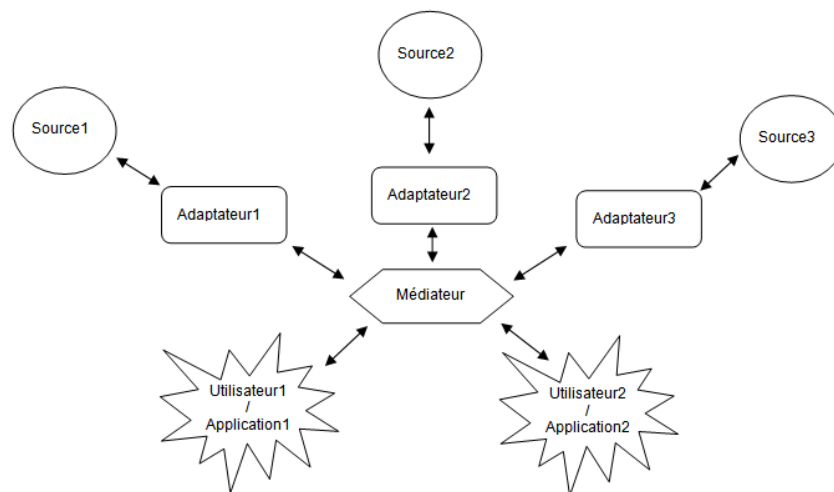 Source2
Source1
Source3
Adaptateur2
Adaptateur1
Adaptateur3
Médiateur
Utilisateur1
/
Application1
Utilisateur2
/
Application2